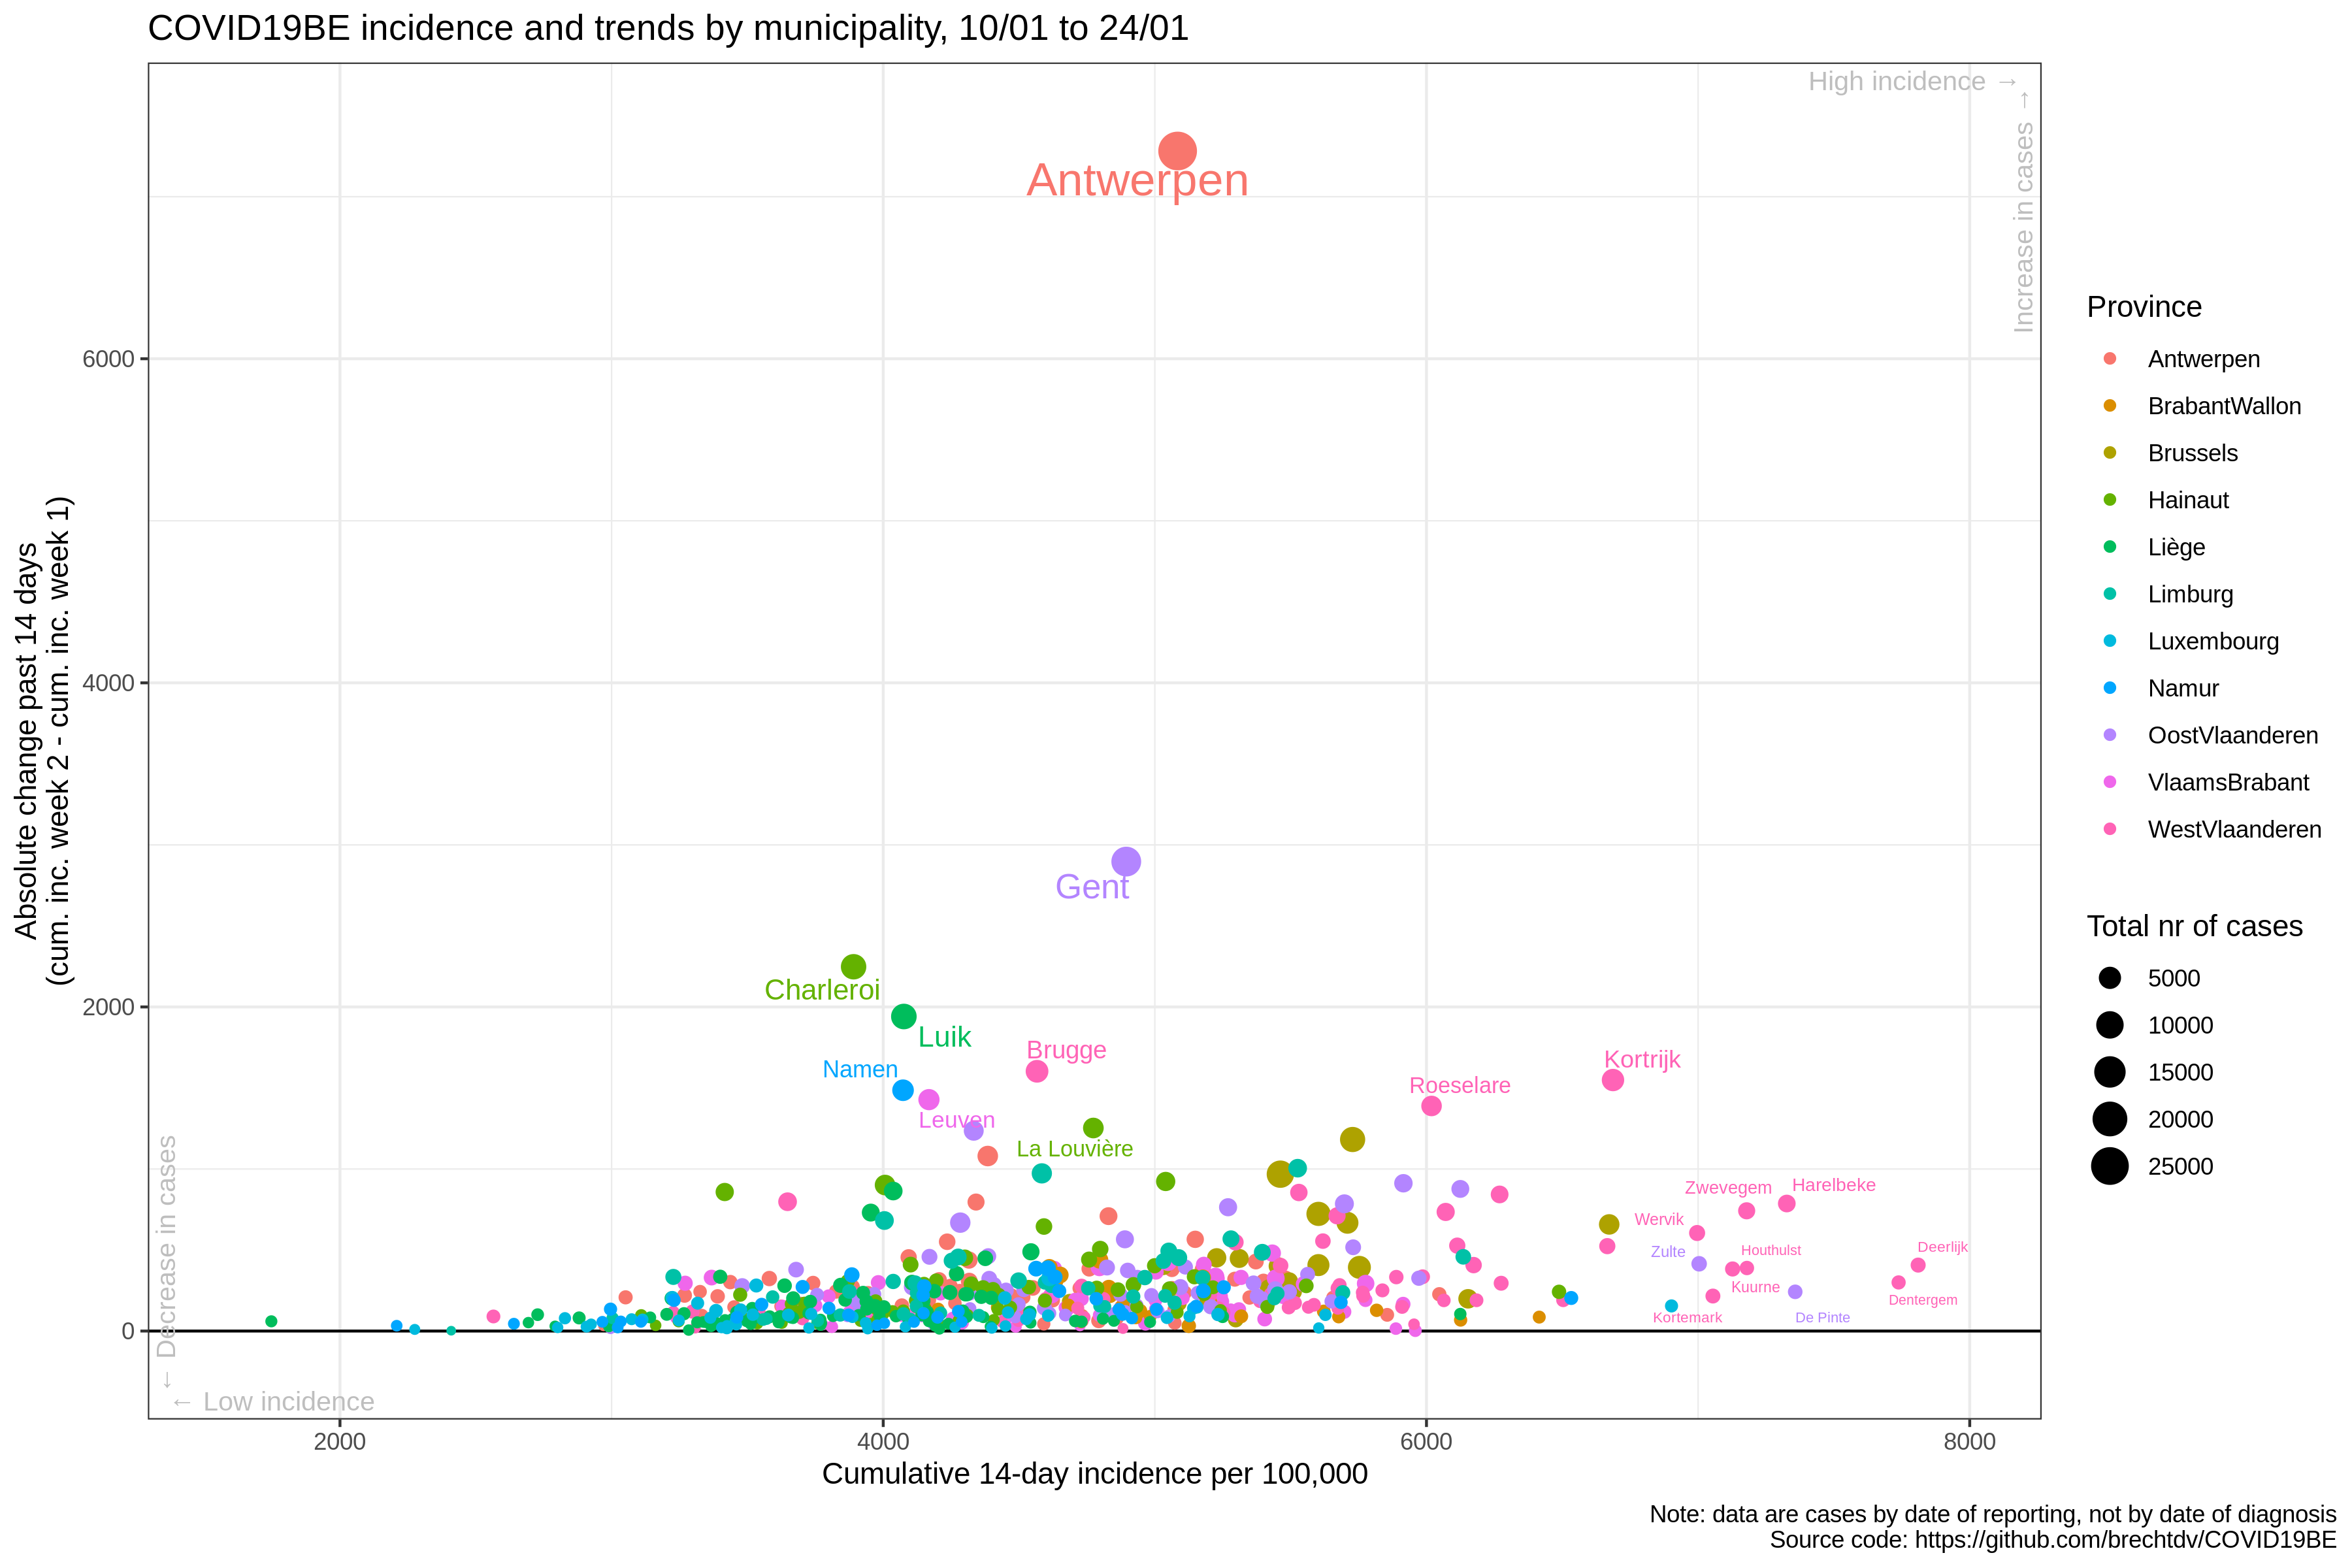 COVID19BE incidence and trends by municipality, 10/01 to 24/01
High incidence →
Increase in cases →
Antwerpen
Gent
Charleroi
Luik
Brugge
Namen
Kortrijk
Roeselare
Leuven
La Louvière
Zwevegem
Harelbeke
Wervik
Zulte
Houthulst
Deerlijk
Kuurne
Dentergem
Kortemark
De Pinte
← Decrease in cases
← Low incidence
6000
4000
2000
0
2000
4000
6000
8000
Absolute change past 14 days
(cum. inc. week 2 - cum. inc. week 1)
Cumulative 14-day incidence per 100,000
Province
Antwerpen
BrabantWallon
Brussels
Hainaut
Liège
Limburg
Luxembourg
Namur
OostVlaanderen
VlaamsBrabant
WestVlaanderen
Total nr of cases
5000
10000
15000
20000
25000
Note: data are cases by date of reporting, not by date of diagnosis
Source code: https://github.com/brechtdv/COVID19BE